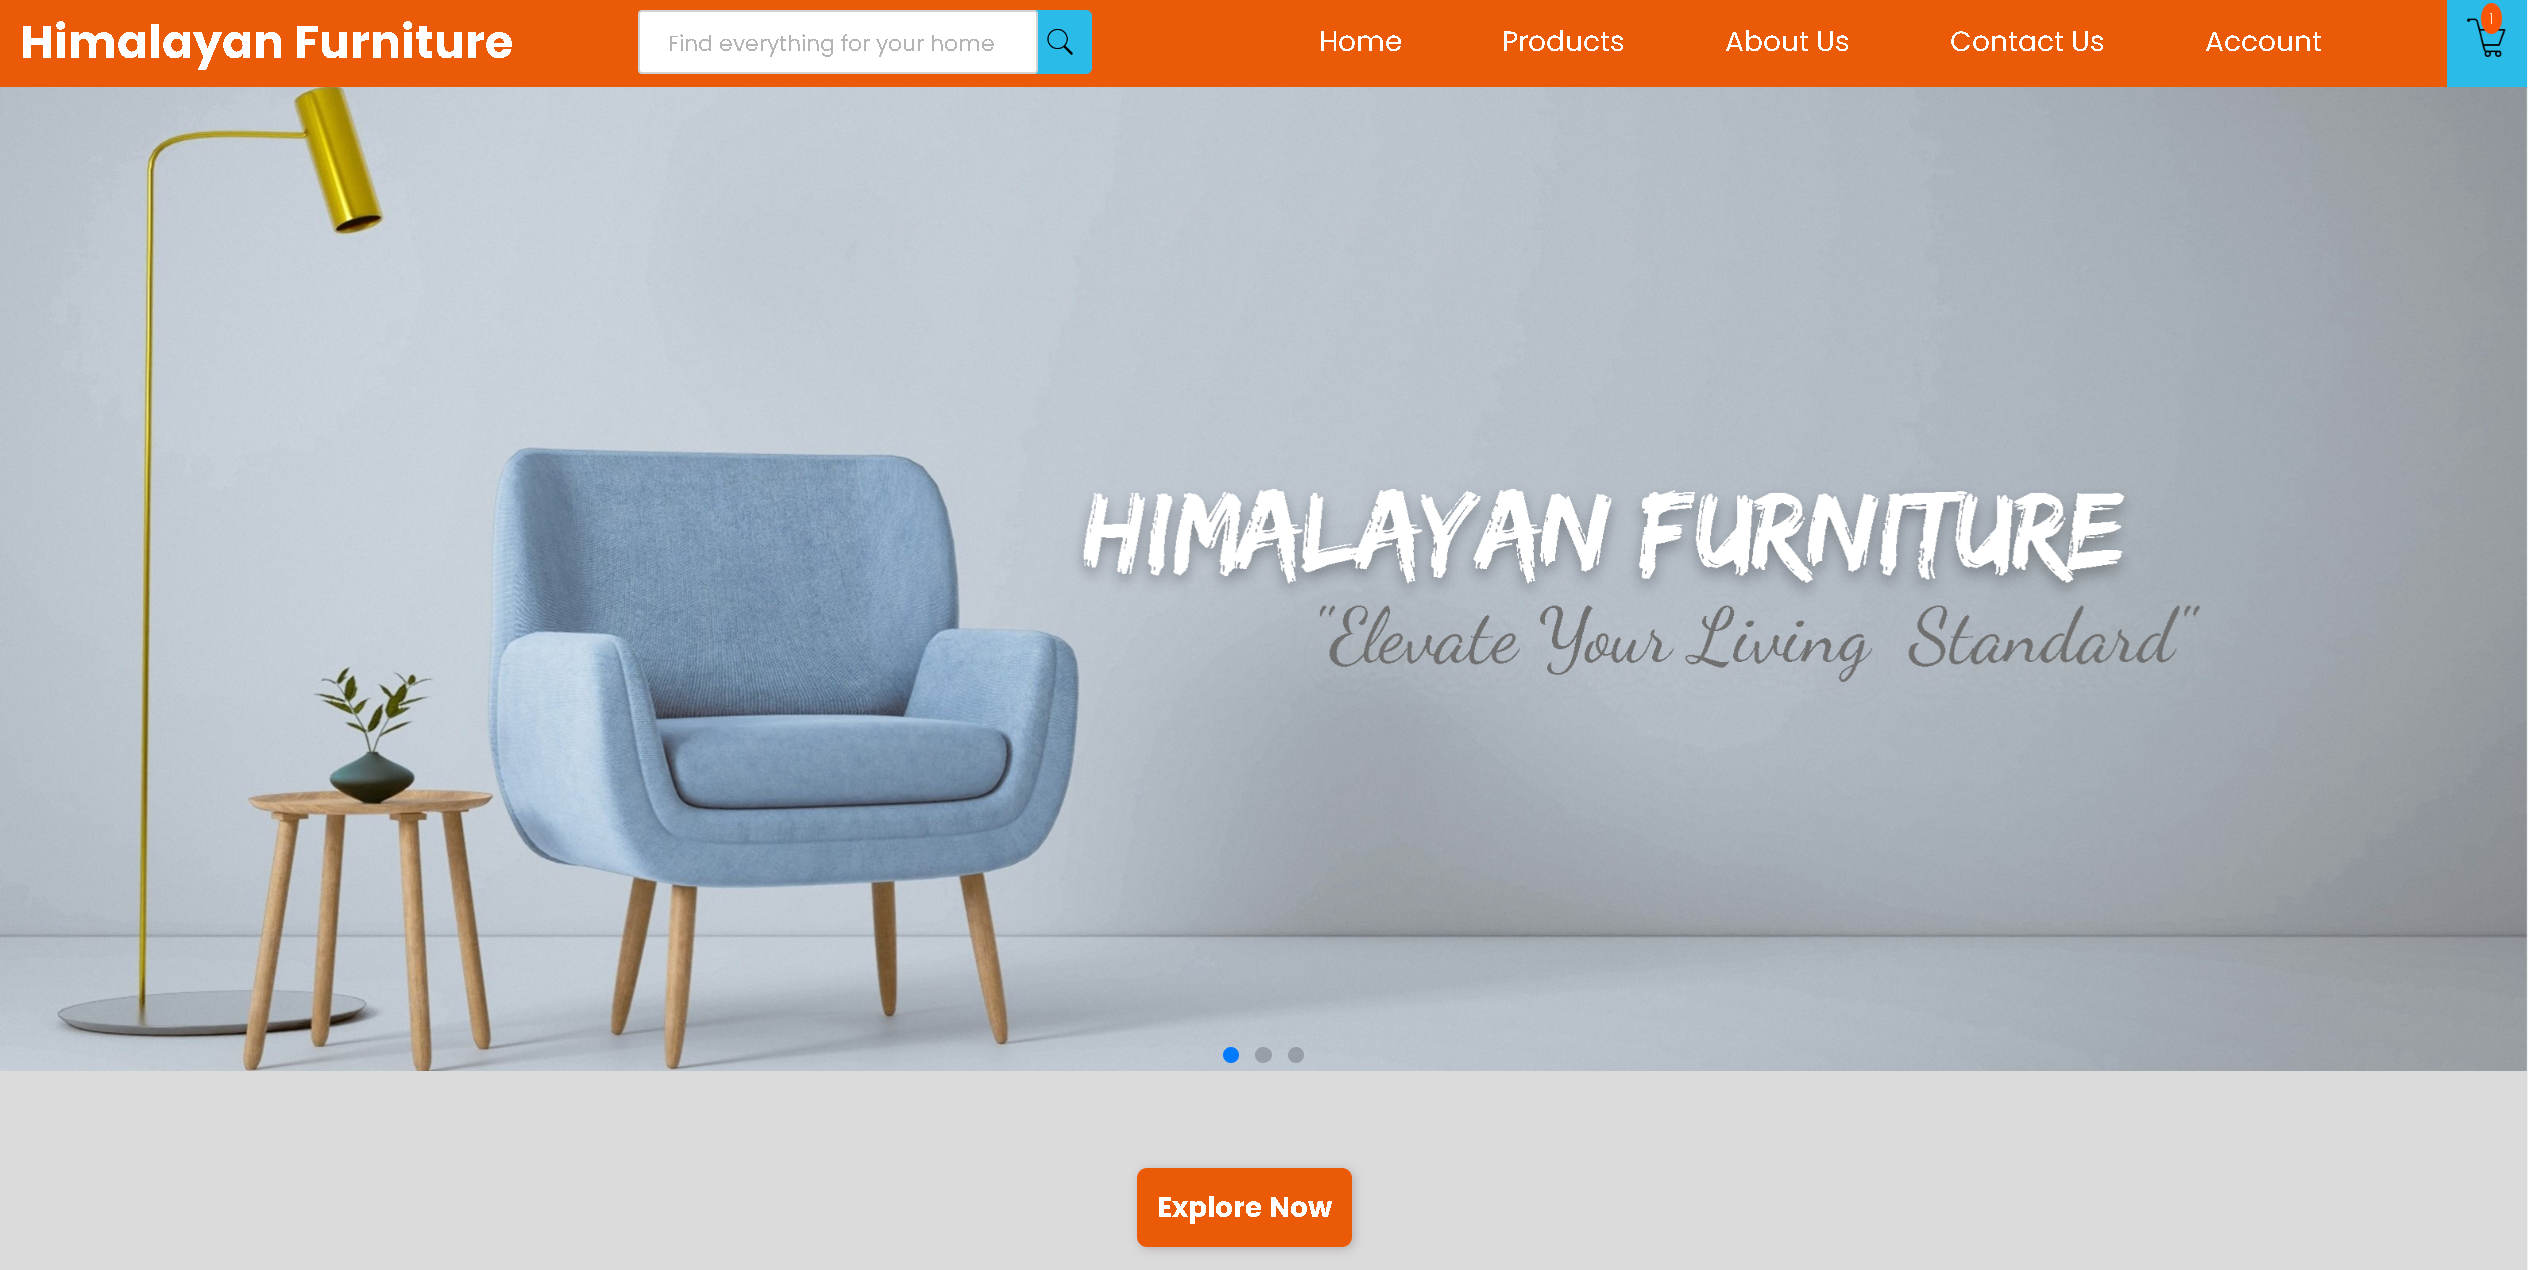 Himalayan Furniture
Find everything for your home
Home
Products
About Us
Contact Us
Account
1
HIMALAYAN FURNITURE
"Elevate Your Living Standard"
Explore Now